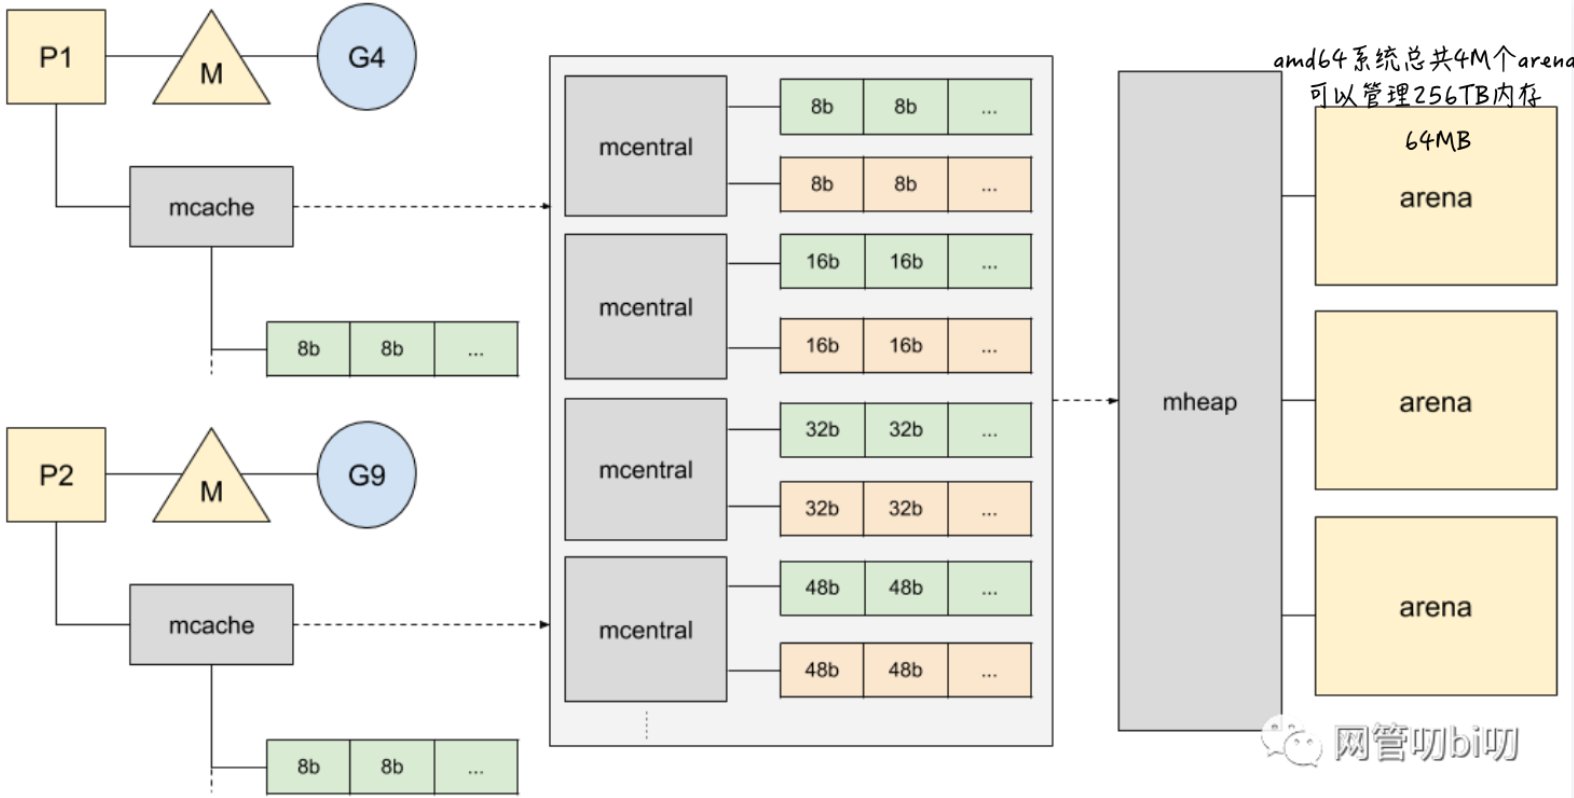 P1
M
G4
mcache
8b 8b ...
P2
M
G9
mcache
8b 8b ...
mcentral
8b 8b ...
8b 8b ...
mcentral
16b 16b ...
16b 16b ...
mcentral
32b 32b ...
32b 32b ...
mcentral
48b 48b ...
48b 48b ...
mheap
amd64系统总共4M个arena
可以管理256TB内存
64MB
arena
arena
arena
网管叨bi叨